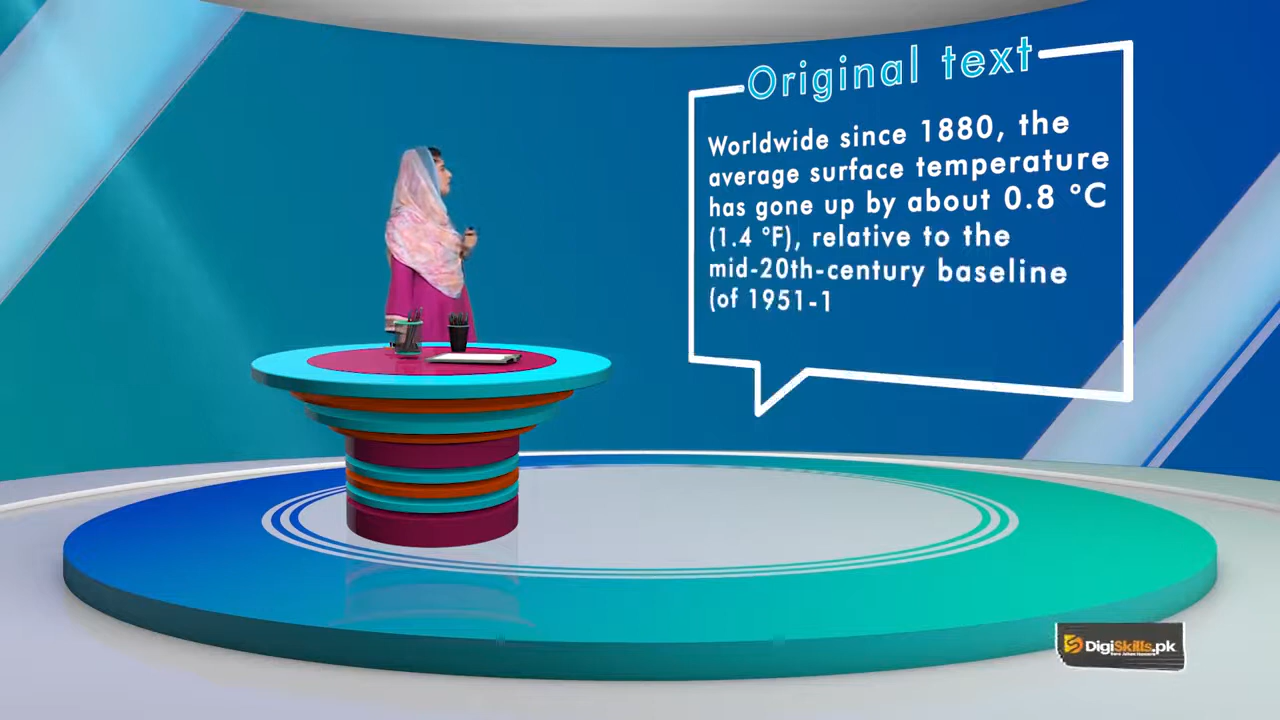 Original text
Worldwide since 1880, the
average surface temperature
has gone up by about 0.8 °C
(1.4 °F), relative to the
mid-20th-century baseline
(of 1951-1
DigiSkills.pk